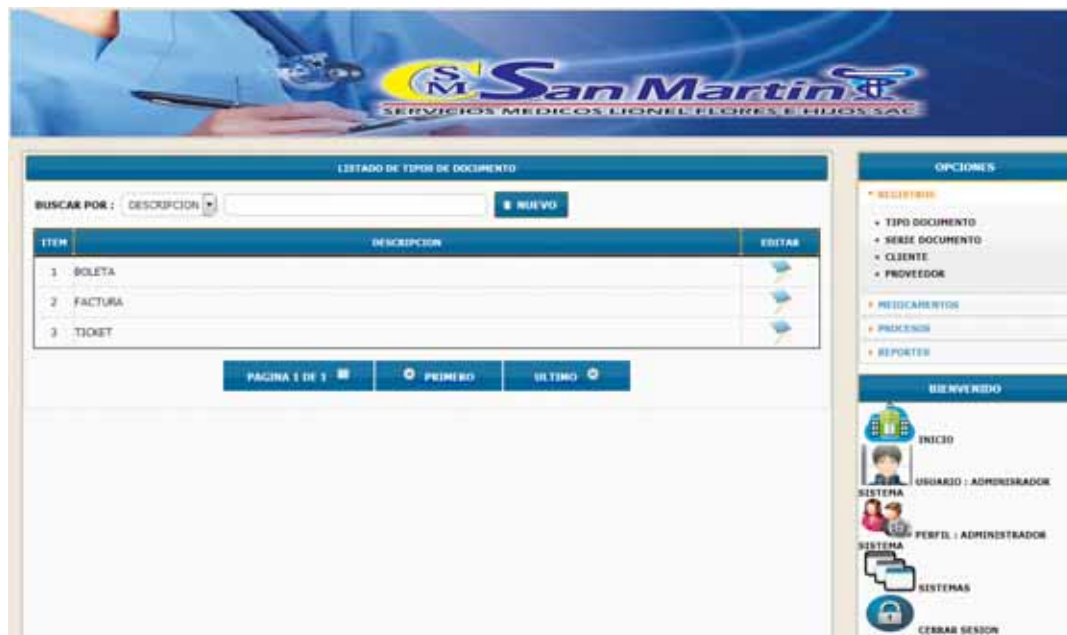 CSM San Martin
SERVICIOS MEDICOS LIONEL FLORES E HIJOS SAC
LISTADO DE TIPOS DE DOCUMENTO
BUSCAR POR : DESCRIPCION NUEVO
ITEM DESCRIPCION EDITAR
1 BOLETA
2 FACTURA
3 TICKET
PAGINA 1 DE 1 PRIMERO ULTIMO
OPCIONES
REGISTROS
TIPO DOCUMENTO
SERIE DOCUMENTO
CLIENTE
PROVEEDOR
MEDICAMENTOS
PROCESOS
REPORTES
BIENVENIDO
INICIO
USUARIO : ADMINISRADOR
SISTEMA
PERFIL : ADMINISTRADOR
SISTEMA
SISTEMAS
CERRAR SESION